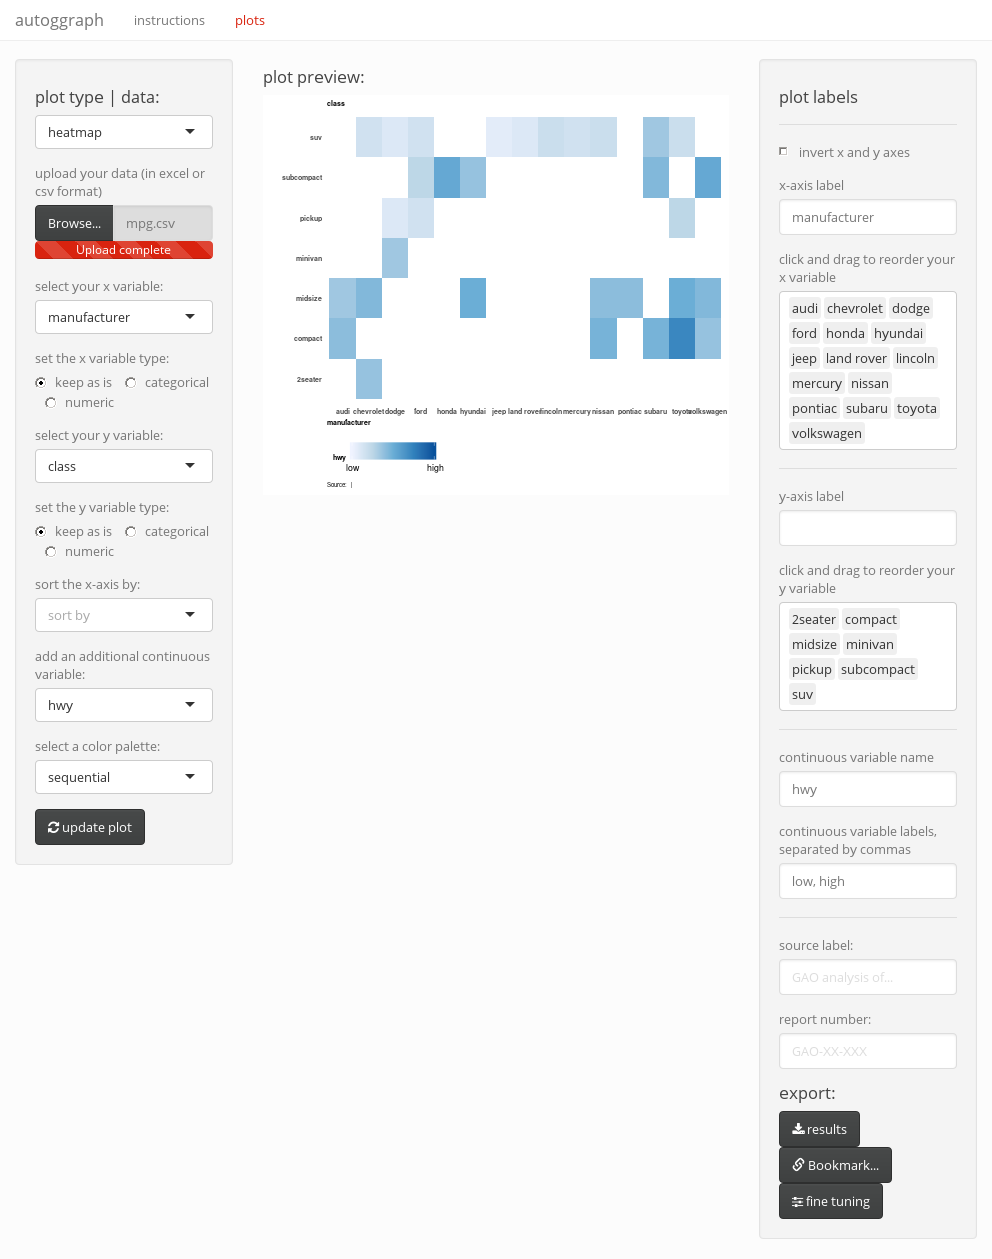 autoggraph instructions plots
plot type | data:
heatmap
upload your data (in excel or
csv format)
Browse... mpg.csv
Upload complete
select your x variable:
manufacturer
set the x variable type:
keep as is categorical
numeric
select your y variable:
class
set the y variable type:
keep as is categorical
numeric
sort the x-axis by:
sort by
add an additional continuous
variable:
hwy
select a color palette:
sequential
update plot
plot preview:
class
suv
subcompact
pickup
minivan
midsize
compact
2seater
audi chevrolet dodge ford honda hyundai jeep land rover lincoln mercury nissan pontiac subaru toyota volkswagen
manufacturer
hwy
low high
Source: |
plot labels
invert x and y axes
x-axis label
manufacturer
click and drag to reorder your
x variable
audi chevrolet dodge
ford honda hyundai
jeep land rover lincoln
mercury nissan
pontiac subaru toyota
volkswagen
y-axis label
click and drag to reorder your
y variable
2seater compact
midsize minivan
pickup subcompact
suv
continuous variable name
hwy
continuous variable labels,
separated by commas
low, high
source label:
GAO analysis of...
report number:
GAO-XX-XXX
export:
results
Bookmark...
fine tuning